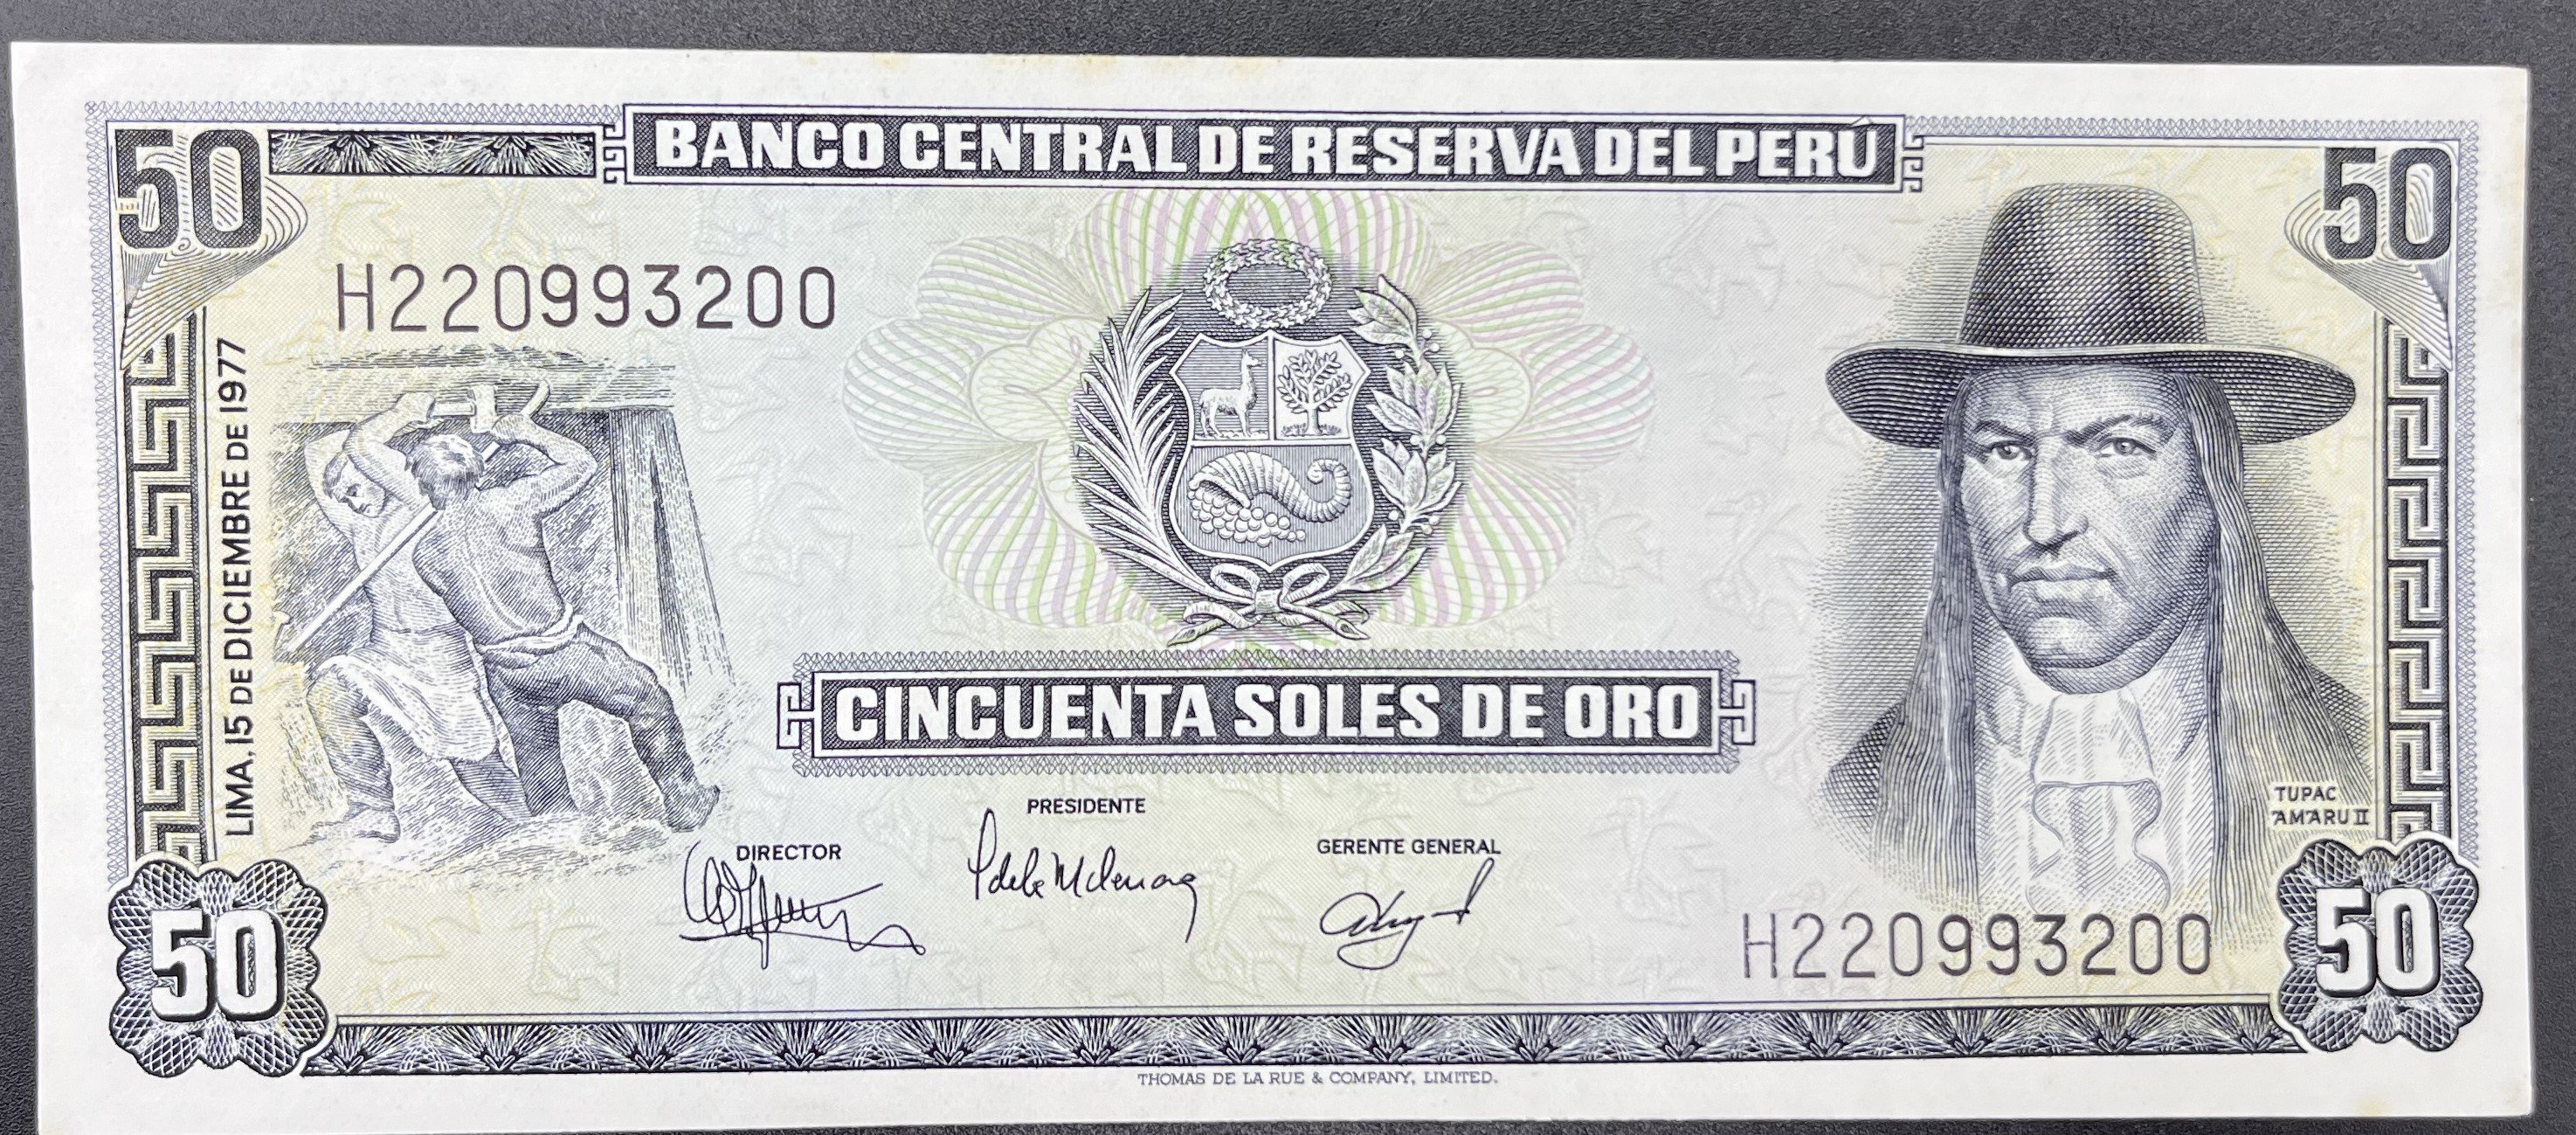 BANCO CENTRAL DE RESERVA DEL PERÚ
50
50
H220993200
LIMA, 15 DE DICIEMBRE DE 1977
CINCUENTA SOLES DE ORO
TUPAC
AMARU II
PRESIDENTE
DIRECTOR
GERENTE GENERAL
H220993200
50
50
THOMAS DE LA RUE & COMPANY, LIMITED.